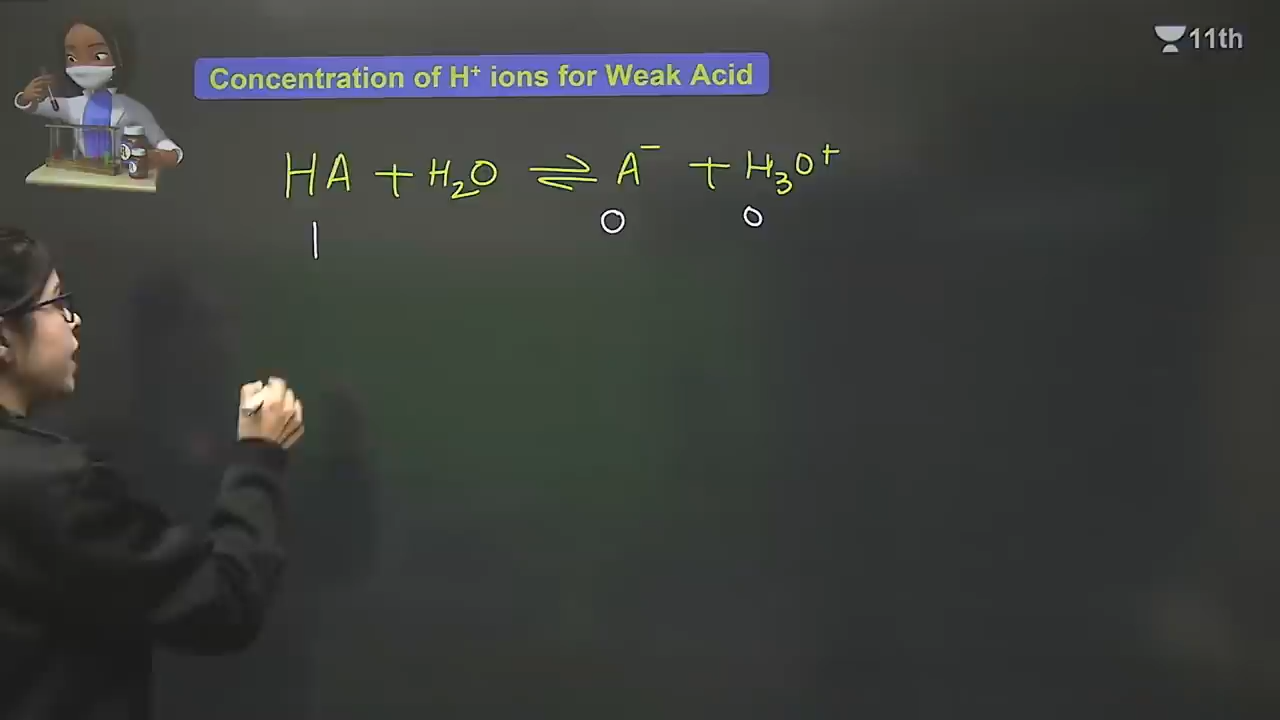 11th
Concentration of H⁺ ions for Weak Acid
HA + H₂O ⇌ A⁻ + H₃O⁺
1 0 0